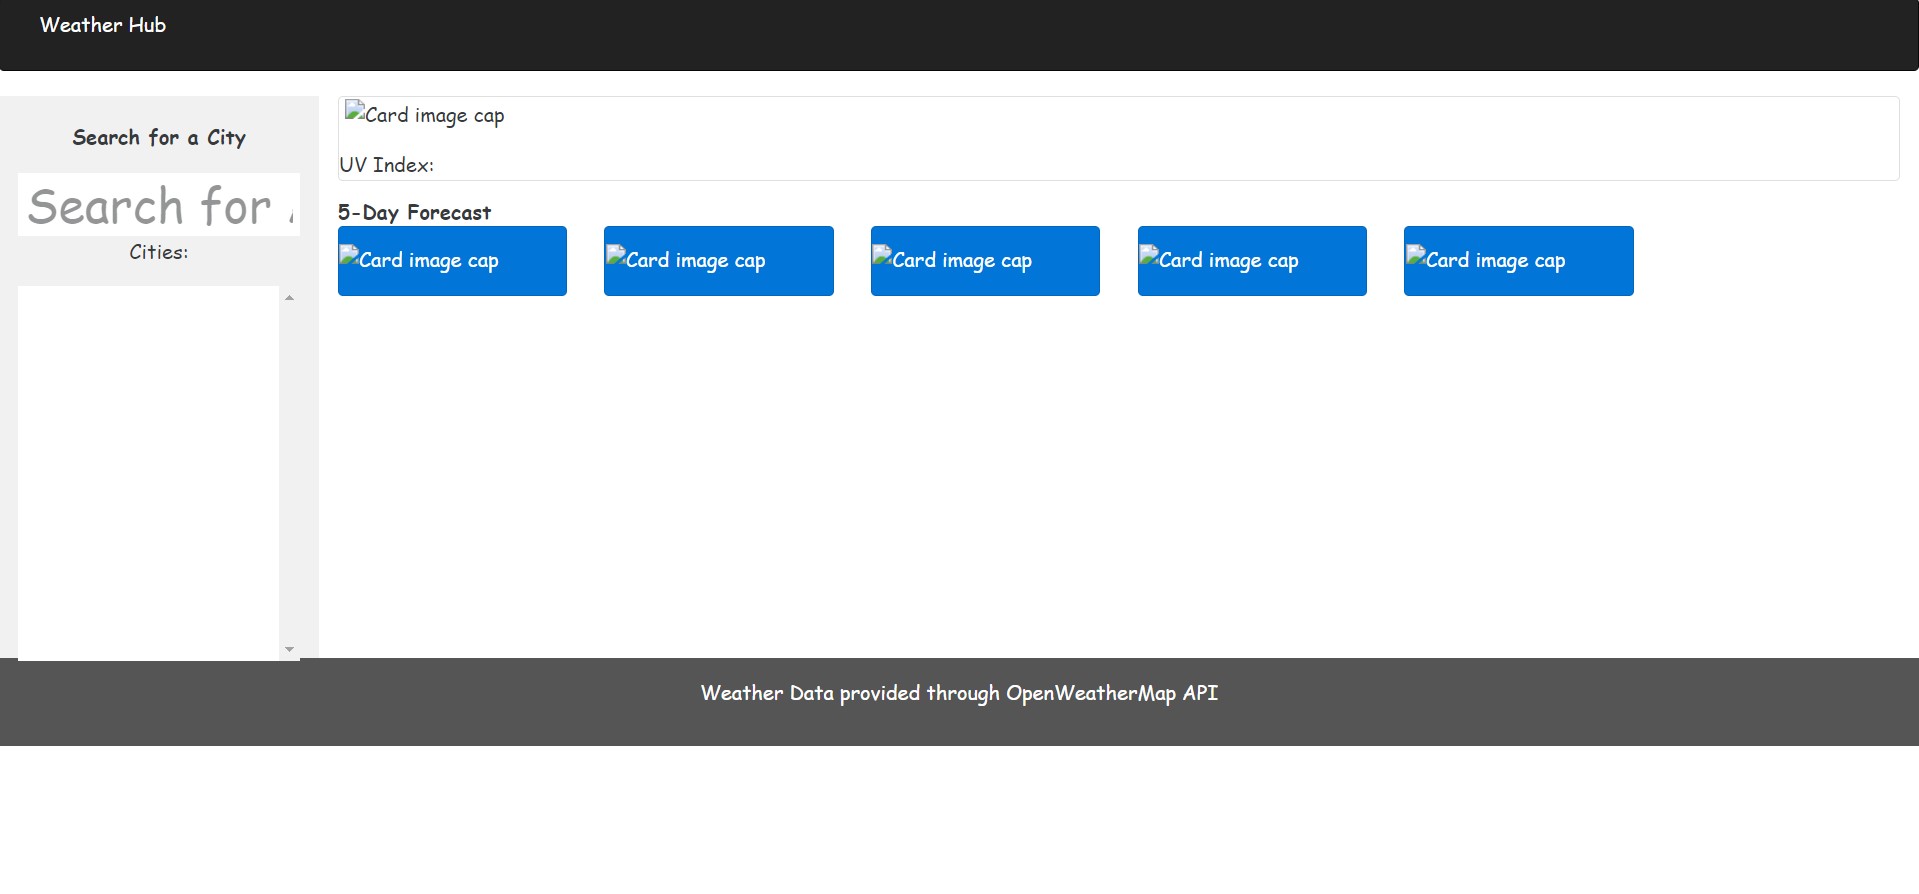 Weather Hub
Search for a City
Search for
Cities:
Card image cap
UV Index:
5-Day Forecast
Card image cap
Card image cap
Card image cap
Card image cap
Card image cap
Weather Data provided through OpenWeatherMap API